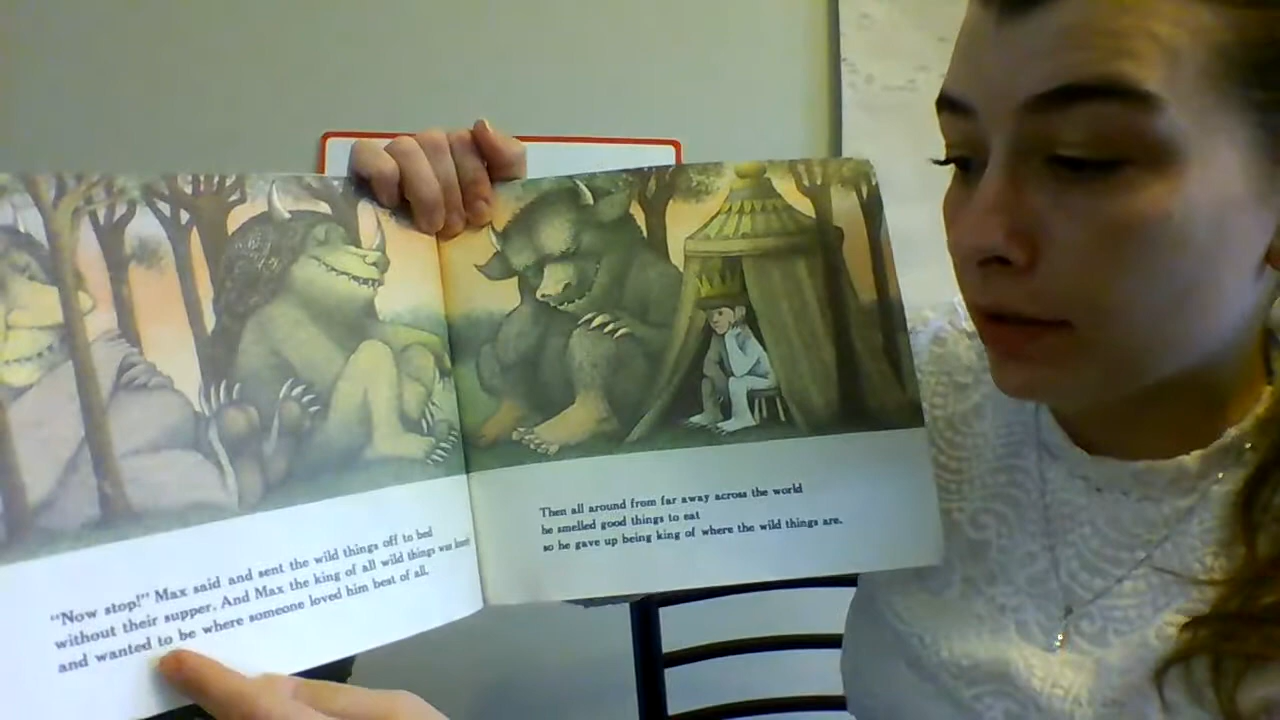 "Now stop!" Max said and sent the wild things off to bed
without their supper. And Max the king of all wild things was lonely
and wanted to be where someone loved him best of all.
Then all around from far away across the world
he smelled good things to eat
so he gave up being king of where the wild things are.